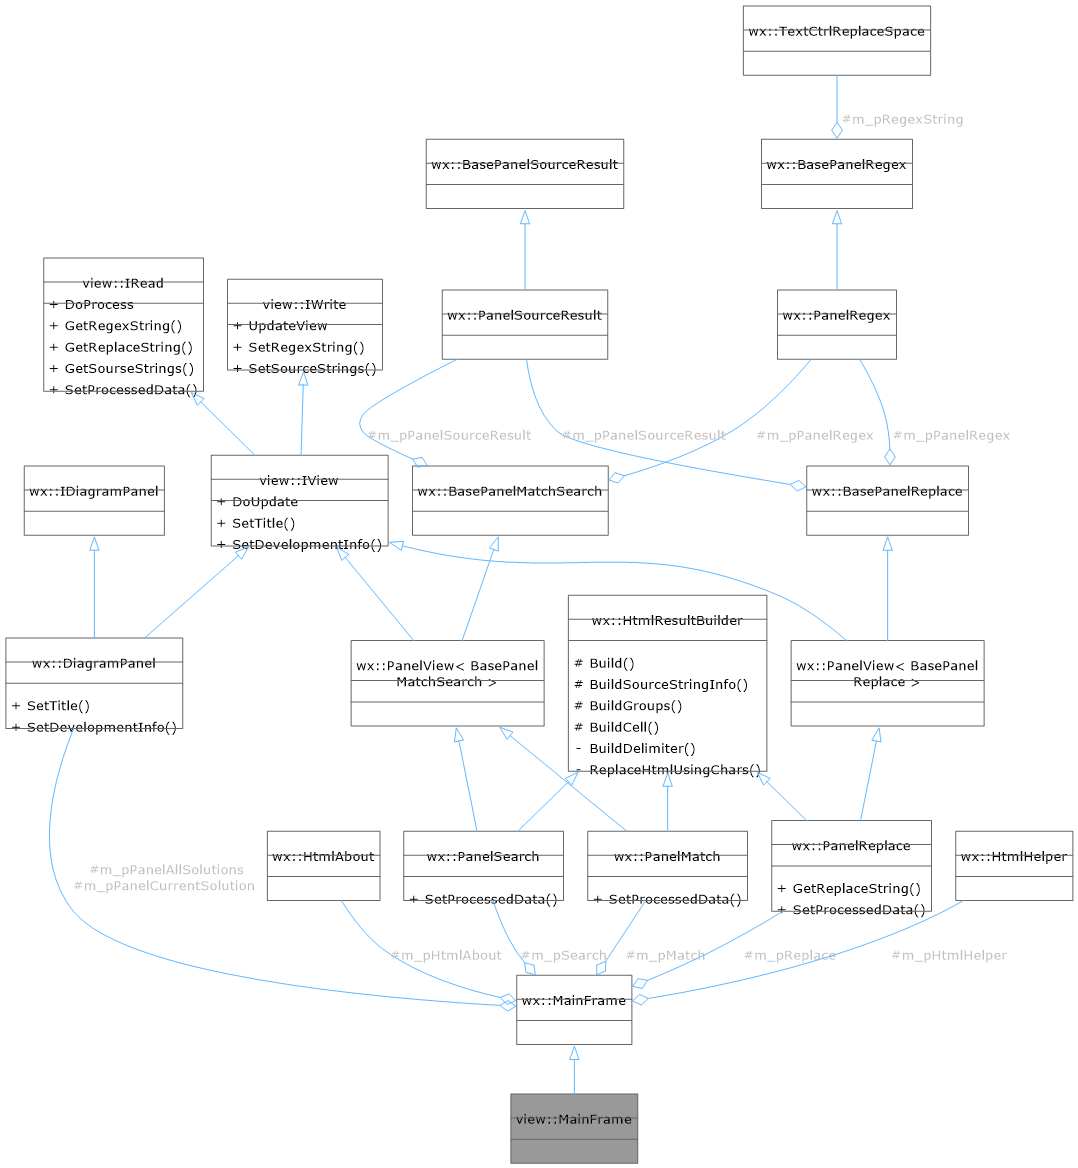 wx::TextCtrlReplaceSpace
#m_pRegexString
wx::BasePanelSourceResult
wx::BasePanelRegex
view::IRead
+ DoProcess
+ GetRegexString()
+ GetReplaceString()
+ GetSourseStrings()
+ SetProcessedData()
view::IWrite
+ UpdateView
+ SetRegexString()
+ SetSourceStrings()
wx::PanelSourceResult
wx::PanelRegex
#m_pPanelSourceResult
#m_pPanelSourceResult
#m_pPanelRegex
#m_pPanelRegex
wx::IDiagramPanel
view::IView
+ DoUpdate
+ SetTitle()
+ SetDevelopmentInfo()
wx::BasePanelMatchSearch
wx::BasePanelReplace
wx::DiagramPanel
+ SetTitle()
+ SetDevelopmentInfo()
wx::PanelView< BasePanel
MatchSearch >
wx::HtmlResultBuilder
# Build()
# BuildSourceStringInfo()
# BuildGroups()
# BuildCell()
- BuildDelimiter()
- ReplaceHtmlUsingChars()
wx::PanelView< BasePanel
Replace >
#m_pPanelAllSolutions
#m_pPanelCurrentSolution
wx::HtmlAbout
wx::PanelSearch
+ SetProcessedData()
wx::PanelMatch
+ SetProcessedData()
wx::PanelReplace
+ GetReplaceString()
+ SetProcessedData()
wx::HtmlHelper
#m_pHtmlAbout
#m_pSearch
#m_pMatch
#m_pReplace
#m_pHtmlHelper
wx::MainFrame
view::MainFrame